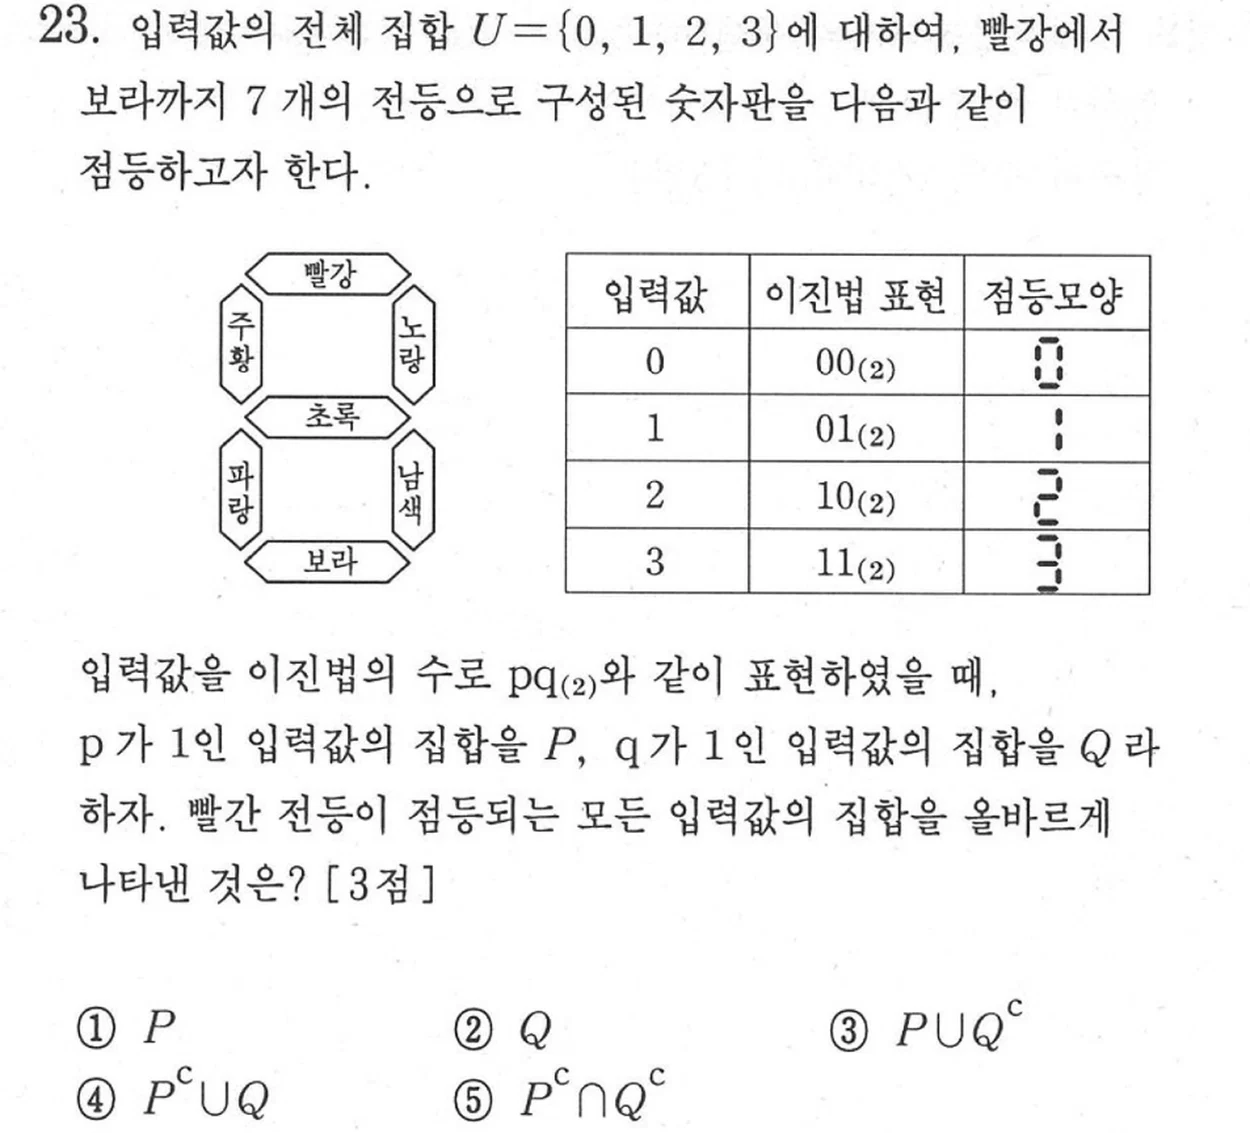 23. 입력값의 전체 집합 U={0, 1, 2, 3}에 대하여, 빨강에서
보라까지 7 개의 전등으로 구성된 숫자판을 다음과 같이
점등하고자 한다.
빨강
주황
노랑
초록
파랑
남색
보라
입력값 이진법 표현 점등모양
0 00(2) 0
1 01(2) 1
2 10(2) 2
3 11(2) 3
입력값을 이진법의 수로 pq(2)와 같이 표현하였을 때,
p가 1인 입력값의 집합을 P, q가 1인 입력값의 집합을 Q라
하자. 빨간 전등이 점등되는 모든 입력값의 집합을 올바르게
나타낸 것은? [3점]
① P ② Q ③ P∪Qᶜ
④ Pᶜ∪Q ⑤ Pᶜ∩Qᶜ